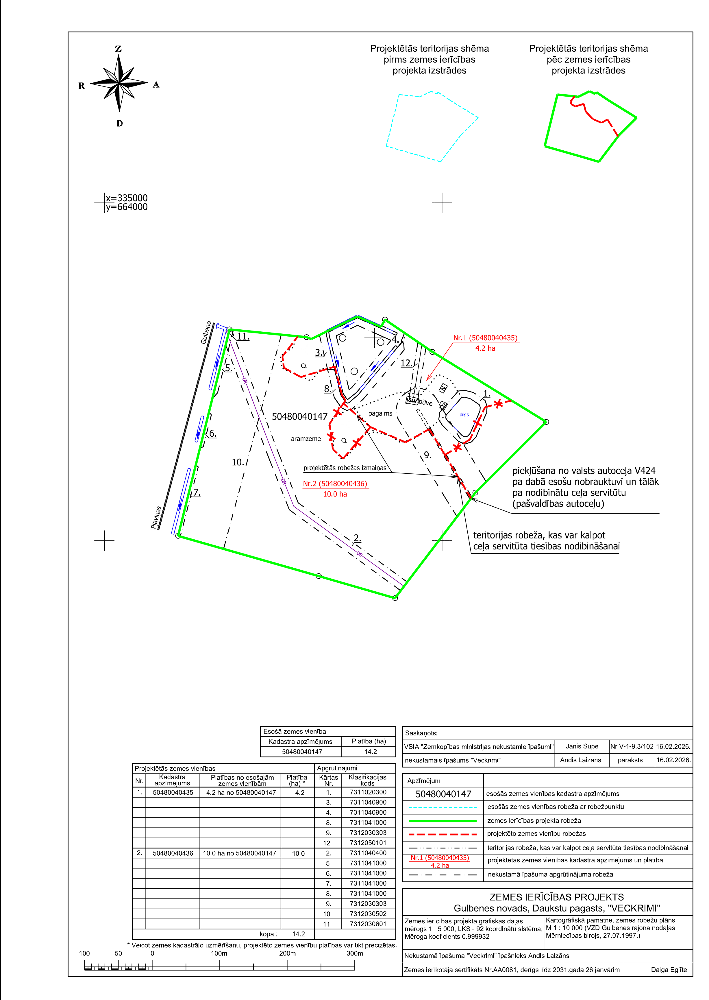 Z
R
A
D
Projektētās teritorijas shēma
pirms zemes ierīcības
projekta izstrādes
Projektētās teritorijas shēma
pēc zemes ierīcības
projekta izstrādes
x=335000
y=664000
Gulbene
Pļaviņas
11.
5.
6.
7.
10.
3.
4.
8.
12.
1.
9.
2.
DR
DR
DR
Nr.1 (50480040435)
4.2 ha
jaunbūve
N
dīķis
pagalms
50480040147
aramzeme
projektētās robežas izmaiņas
Nr.2 (50480040436)
10.0 ha
piekļūšana no valsts autoceļa V424
pa dabā esošu nobrauktuvi un tālāk
pa nodibinātu ceļa servitūtu
(pašvaldības autoceļu)
teritorijas robeža, kas var kalpot
ceļa servitūta tiesības nodibināšanai
Esošā zemes vienība
Kadastra apzīmējums Platība (ha)
50480040147 14.2
Projektētās zemes vienības Apgrūtinājumi
Nr. Kadastra apzīmējums Platības no esošajām zemes vienībām Platība (ha) * Kārtas Nr. Klasifikācijas kods
1. 50480040435 4.2 ha no 50480040147 4.2 1. 7311020300
3. 7311040900
4. 7311040900
8. 7311041000
9. 7312030303
12. 7312050101
2. 50480040436 10.0 ha no 50480040147 10.0 2. 7311040400
5. 7311041000
6. 7311041000
7. 7311041000
8. 7311041000
9. 7312030303
10. 7312030502
11. 7312030601
kopā : 14.2
* Veicot zemes kadastrālo uzmērīšanu, projektēto zemes vienību platības var tikt precizētas.
100 50 0 100m 200m 300m
Saskaņots:
VSIA "Zemkopības ministrijas nekustamie īpašumi" Jānis Supe Nr.V-1-9.3/102 16.02.2026.
nekustamais īpašums "Veckrimi" Andis Laizāns paraksts 16.02.2026.
Apzīmējumi
50480040147 esošās zemes vienības kadastra apzīmējums
esošās zemes vienības robeža ar robežpunktu
zemes ierīcības projekta robeža
projektēto zemes vienību robežas
teritorijas robeža, kas var kalpot ceļa servitūta tiesības nodibināšanai
Nr.1 (50480040435)
4.2 ha
projektētās zemes vienības kadastra apzīmējums un platība
nekustamā īpašuma apgrūtinājuma robeža
ZEMES IERĪCĪBAS PROJEKTS
Gulbenes novads, Daukstu pagasts, "VECKRIMI"
Zemes ierīcības projekta grafiskās daļas
mērogs 1 : 5 000, LKS - 92 koordinātu sistēma,
Mēroga koeficients 0.999932
Kartogrāfiskā pamatne: zemes robežu plāns
M 1 : 10 000 (VZD Gulbenes rajona nodaļas
Mērniecības birojs, 27.07.1997.)
Nekustamā īpašuma "Veckrimi" īpašnieks Andis Laizāns
Zemes ierīkotāja sertifikāts Nr.AA0081, derīgs līdz 2031.gada 26.janvārim Daiga Eglīte